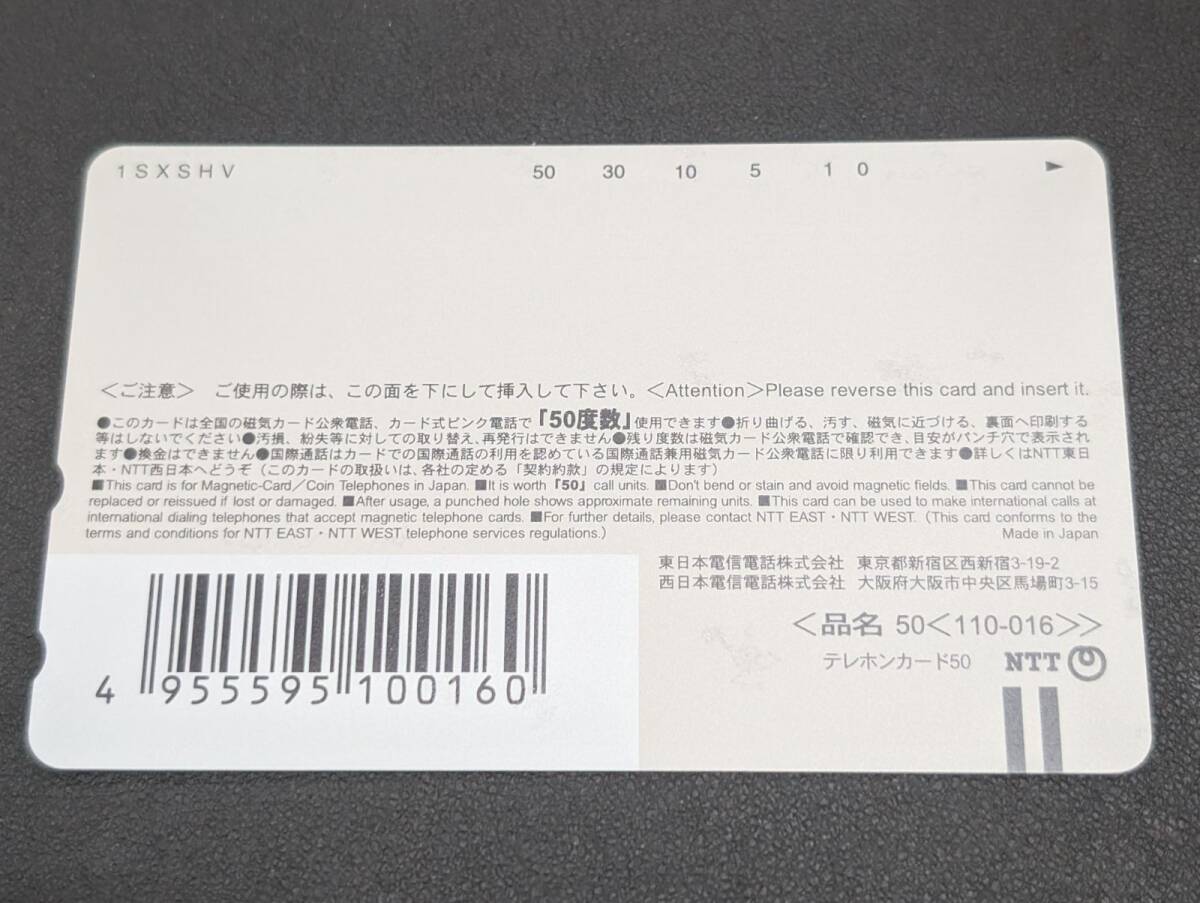 1SXSHV 50 30 10 5 1 0
<ご注意> ご使用の際は、この面を下にして挿入して下さい。<Attention>Please reverse this card and insert it.
●このカードは全国の磁気カード公衆電話、カード式ピンク電話で『50度数』使用できます●折り曲げる、汚す、磁気に近づける、裏面へ印刷する
等はしないでください●汚損、紛失等に対しての取り替え、再発行はできません●残り度数は磁気カード公衆電話で確認でき、目安がパンチ穴で表示され
ます●換金はできません●国際通話はカードでの国際通話の利用を認めている国際通話兼用磁気カード公衆電話に限り利用できます●詳しくはNTT東日
本・NTT西日本へどうぞ(このカードの取扱いは、各社の定める「契約約款」の規定によります)
■This card is for Magnetic-Card/Coin Telephones in Japan. ■It is worth『50』call units. ■Don't bend or stain and avoid magnetic fields. ■This card cannot be
replaced or reissued if lost or damaged. ■After usage, a punched hole shows approximate remaining units. ■This card can be used to make international calls at
international dialing telephones that accept magnetic telephone cards. ■For further details, please contact NTT EAST・NTT WEST. (This card conforms to the
terms and conditions for NTT EAST・NTT WEST telephone services regulations.) Made in Japan
東日本電信電話株式会社 東京都新宿区西新宿3-19-2
西日本電信電話株式会社 大阪府大阪市中央区馬場町3-15
<品名 50<110-016>>
テレホンカード50 NTT
4 955595 100160